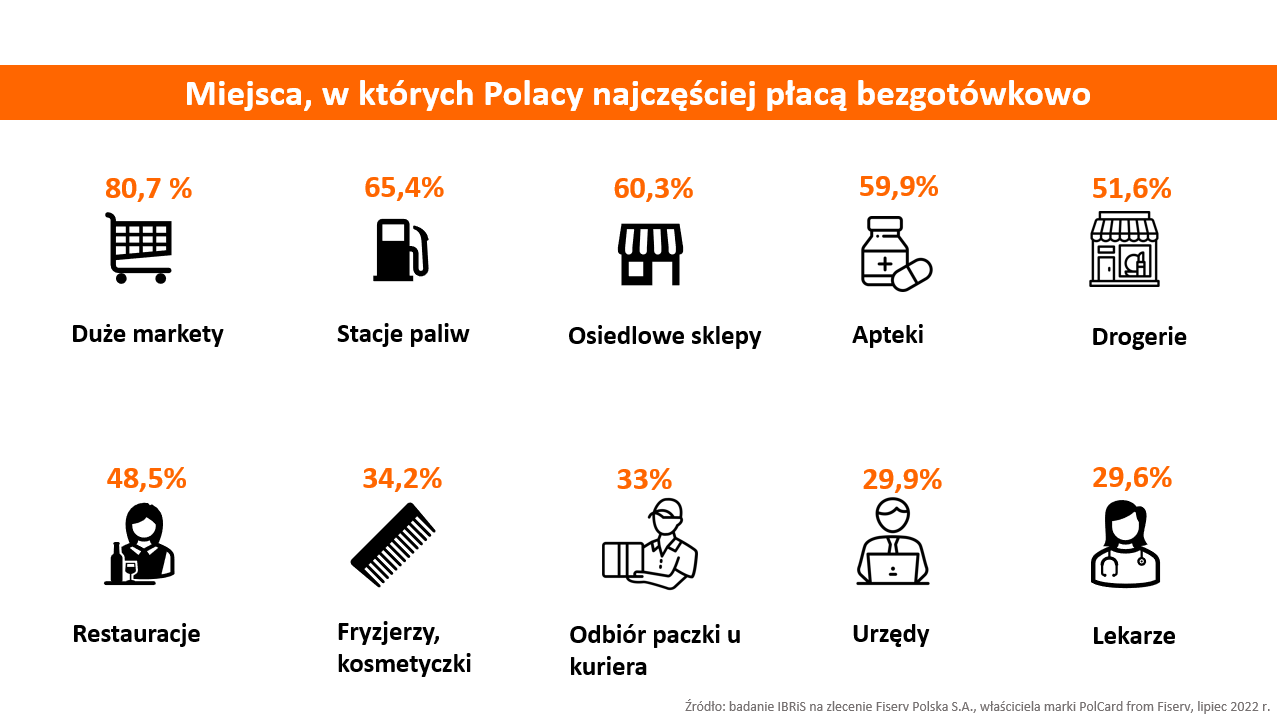 Miejsca, w których Polacy najczęściej płacą bezgotówkowo
80,7 %
65,4%
60,3%
59,9%
51,6%
Duże markety
Stacje paliw
Osiedlowe sklepy
Apteki
Drogerie
48,5%
34,2%
33%
29,9%
29,6%
Restauracje
Fryzjerzy,
kosmetyczki
Odbiór paczki u
kuriera
Urzędy
Lekarze
Źródło: badanie IBRiS na zlecenie Fiserv Polska S.A., właściciela marki PolCard from Fiserv, lipiec 2022 r.